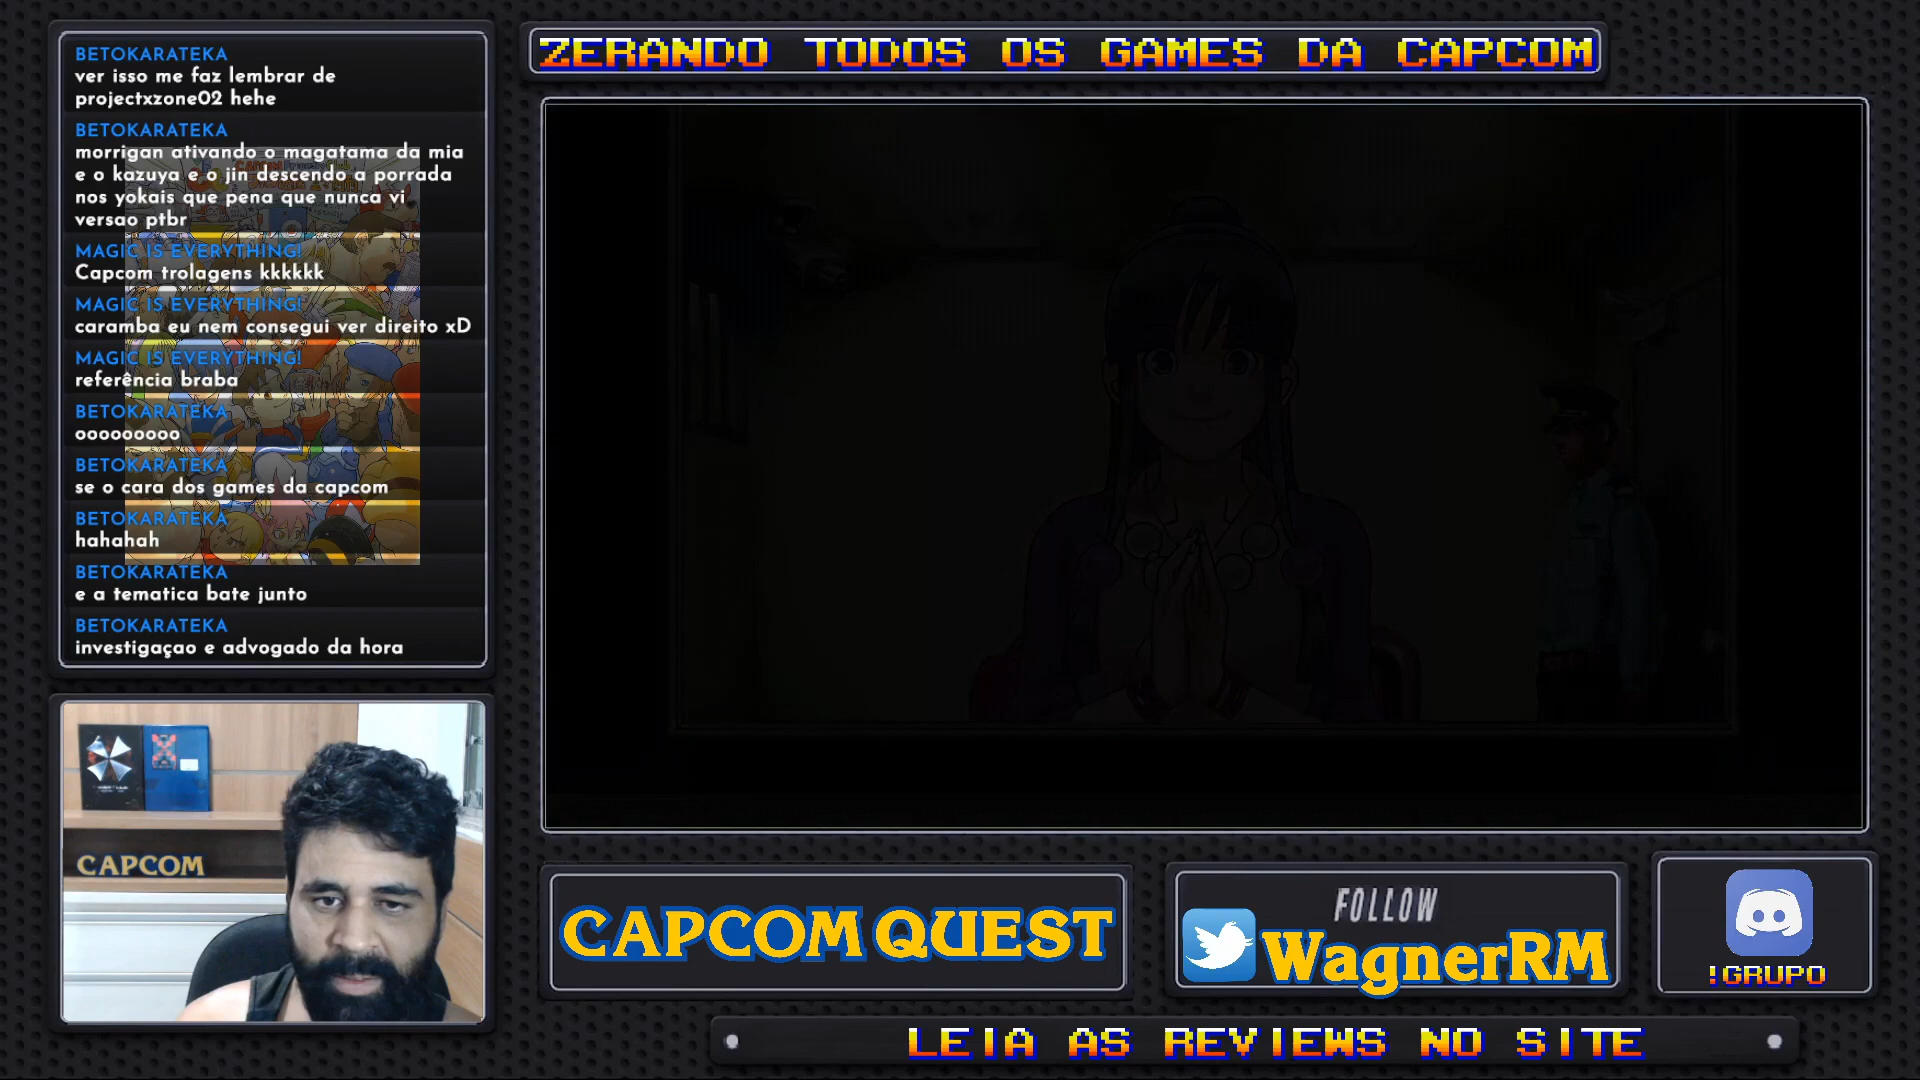 BETOKARATEKA
ver isso me faz lembrar de
projectxzone02 hehe
BETOKARATEKA
morrigan ativando o magatama da mia
e o kazuya e o jin descendo a porrada
nos yokais que pena que nunca vi
versao ptbr
MAGIC IS EVERYTHING!
Capcom trolagens kkkkkk
MAGIC IS EVERYTHING!
caramba eu nem consegui ver direito xD
MAGIC IS EVERYTHING!
referência braba
BETOKARATEKA
ooooooooo
BETOKARATEKA
se o cara dos games da capcom
BETOKARATEKA
hahahah
BETOKARATEKA
e a tematica bate junto
BETOKARATEKA
investigaçao e advogado da hora
ZERANDO TODOS OS GAMES DA CAPCOM
CAPCOM
CAPCOM QUEST
FOLLOW
WagnerRM
!GRUPO
LEIA AS REVIEWS NO SITE